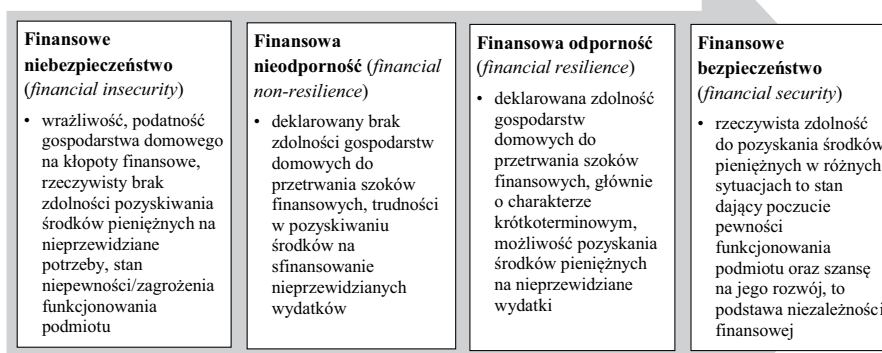 Finansowe
niebezpieczeństwo
(financial insecurity)
• wrażliwość, podatność
gospodarstwa domowego
na kłopoty finansowe,
rzeczywisty brak
zdolności pozyskiwania
środków pieniężnych na
nieprzewidziane
potrzeby, stan
niepewności/zagrożenia
funkcjonowania
podmiotu
Finansowa
nieodporność (financial
non-resilience)
• deklarowany brak
zdolności gospodarstw
domowych do
przetrwania szoków
finansowych, trudności
w pozyskiwaniu
środków na
sfinansowanie
nieprzewidzianych
wydatków
Finansowa odporność
(financial resilience)
• deklarowana zdolność
gospodarstw
domowych do
przetrwania szoków
finansowych, głównie
o charakterze
krótkoterminowym,
możliwość pozyskania
środków pieniężnych
na nieprzewidziane
wydatki
Finansowe
bezpieczeństwo
(financial security)
• rzeczywista zdolność
do pozyskania środków
pieniężnych w różnych
sytuacjach to stan
dający poczucie
pewności
funkcjonowania
podmiotu oraz szansę
na jego rozwój, to
podstawa niezależności
finansowej